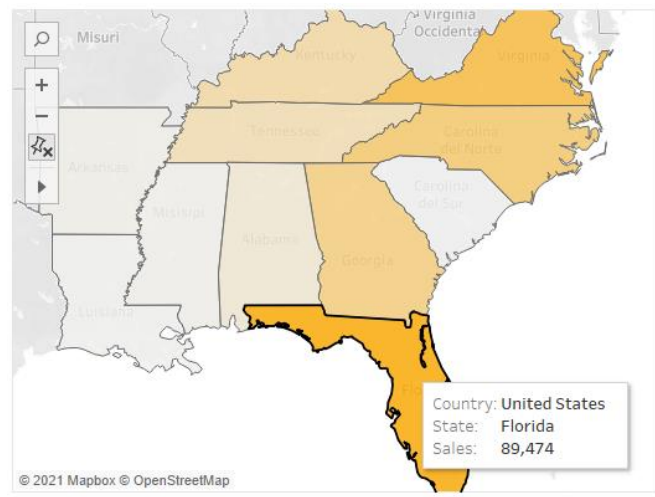 Misuri
Virginia
Occidental
Kentucky
Virginia
Tennessee
Carolina
del Norte
Arkansas
Carolina
del Sur
Misisipi
Alabama
Georgia
Luisiana
Country: United States
State: Florida
Sales: 89,474
© 2021 Mapbox © OpenStreetMap